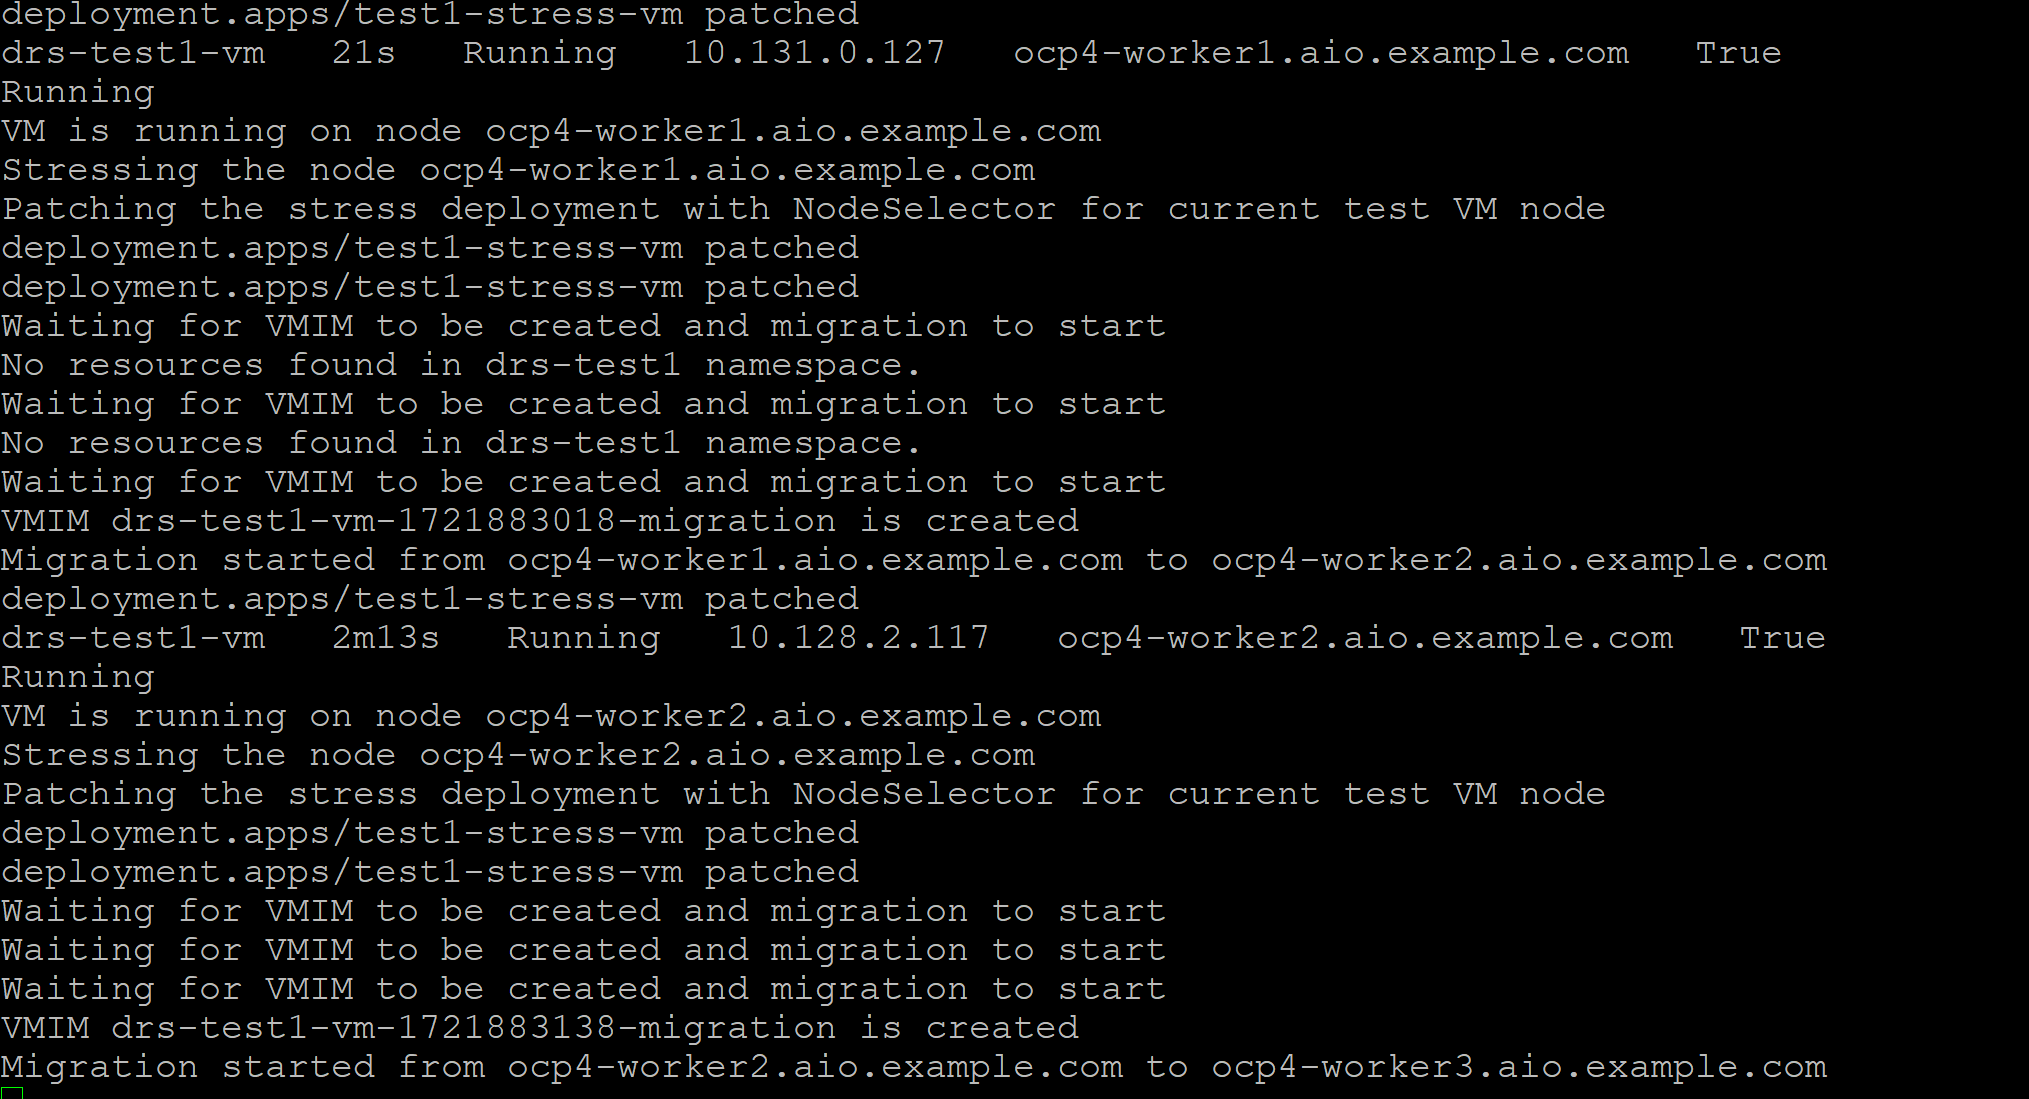 deployment.apps/test1-stress-vm patched
drs-test1-vm   21s   Running   10.131.0.127   ocp4-worker1.aio.example.com   True
Running
VM is running on node ocp4-worker1.aio.example.com
Stressing the node ocp4-worker1.aio.example.com
Patching the stress deployment with NodeSelector for current test VM node
deployment.apps/test1-stress-vm patched
deployment.apps/test1-stress-vm patched
Waiting for VMIM to be created and migration to start
No resources found in drs-test1 namespace.
Waiting for VMIM to be created and migration to start
No resources found in drs-test1 namespace.
Waiting for VMIM to be created and migration to start
VMIM drs-test1-vm-1721883018-migration is created
Migration started from ocp4-worker1.aio.example.com to ocp4-worker2.aio.example.com
deployment.apps/test1-stress-vm patched
drs-test1-vm   2m13s   Running   10.128.2.117   ocp4-worker2.aio.example.com   True
Running
VM is running on node ocp4-worker2.aio.example.com
Stressing the node ocp4-worker2.aio.example.com
Patching the stress deployment with NodeSelector for current test VM node
deployment.apps/test1-stress-vm patched
deployment.apps/test1-stress-vm patched
Waiting for VMIM to be created and migration to start
Waiting for VMIM to be created and migration to start
Waiting for VMIM to be created and migration to start
VMIM drs-test1-vm-1721883138-migration is created
Migration started from ocp4-worker2.aio.example.com to ocp4-worker3.aio.example.com